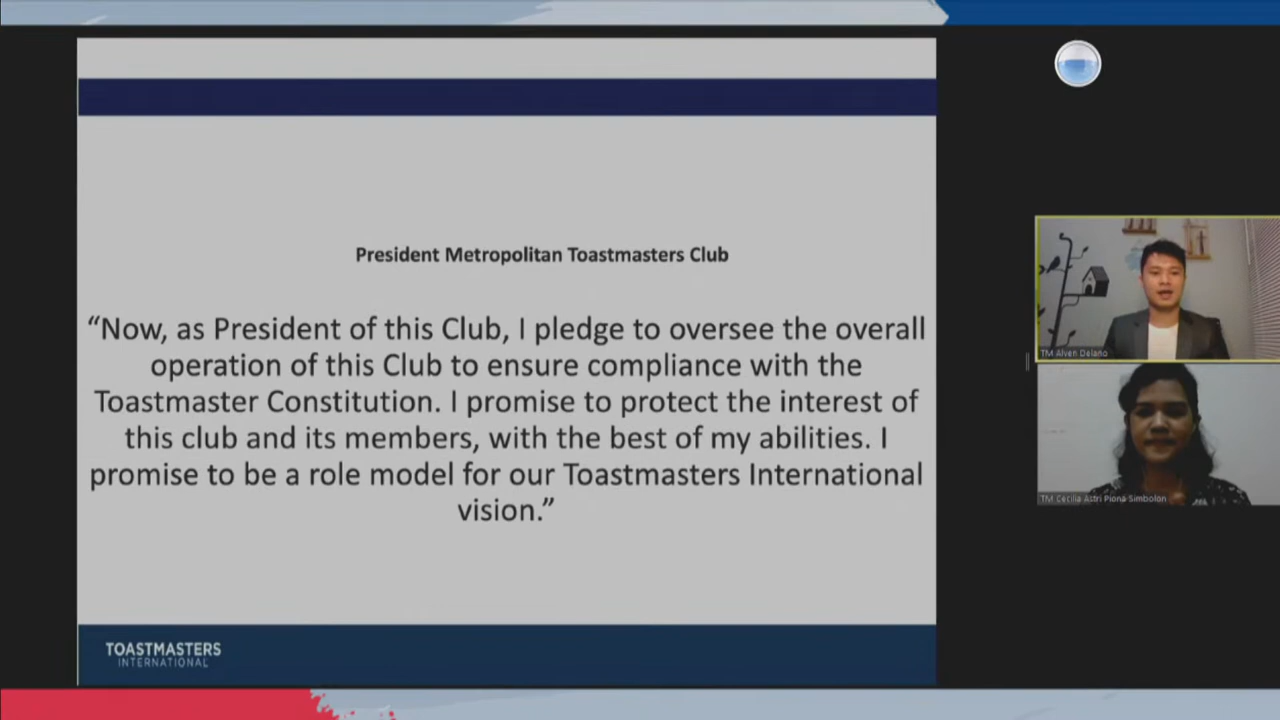 President Metropolitan Toastmasters Club
“Now, as President of this Club, I pledge to oversee the overall
operation of this Club to ensure compliance with the
Toastmaster Constitution. I promise to protect the interest of
this club and its members, with the best of my abilities. I
promise to be a role model for our Toastmasters International
vision.”
TOASTMASTERS
INTERNATIONAL
TM Alven Delano
TM Cecilia Astri Piona Simbolon